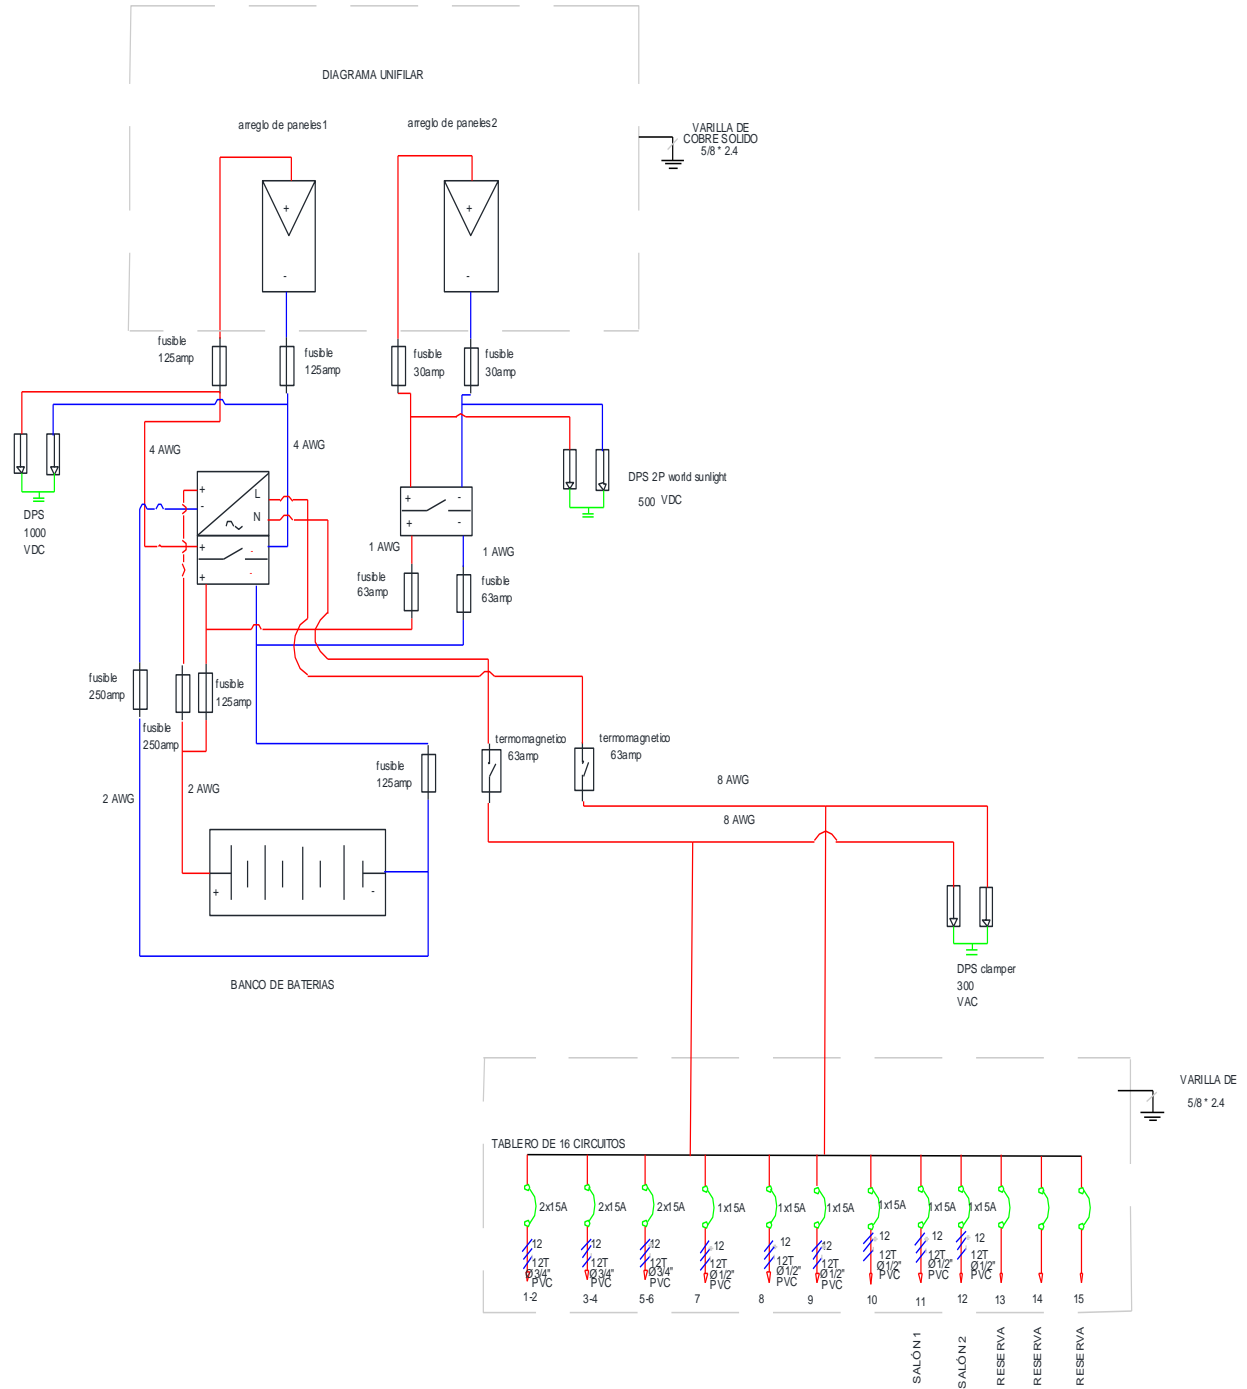 DIAGRAMA UNIFILAR
arreglo de paneles1
arreglo de paneles2
VARILLA DE
COBRE SOLIDO
5/8 * 2.4
+
+
-
-
fusible
125amp
fusible
125amp
fusible
30amp
fusible
30amp
4 AWG
4 AWG
DPS
1000
VDC
DPS 2P world sunlight
500 VDC
+
-
L
N
+
-
+
-
+
-
+
-
1 AWG
1 AWG
fusible
63amp
fusible
63amp
fusible
250amp
fusible
125amp
fusible
250amp
termomagnetico
63amp
termomagnetico
63amp
fusible
125amp
2 AWG
2 AWG
8 AWG
8 AWG
+
-
BANCO DE BATERIAS
DPS clamper
300
VAC
VARILLA DE
5/8 * 2.4
TABLERO DE 16 CIRCUITOS
2x15A
2x15A
2x15A
1x15A
1x15A
1x15A
1x15A
1x15A
1x15A
12
12T
Ø3/4"
PVC
12
12T
Ø3/4"
PVC
12
12T
Ø3/4"
PVC
12
12T
Ø1/2"
PVC
12
12T
Ø1/2"
PVC
12
12T
Ø1/2"
PVC
12
12T
Ø1/2"
PVC
12
12T
Ø1/2"
PVC
12
12T
Ø1/2"
PVC
1-2
3-4
5-6
7
8
9
10
11
12
13
14
15
SALÓN 1
SALÓN 2
RESERVA
RESERVA
RESERVA